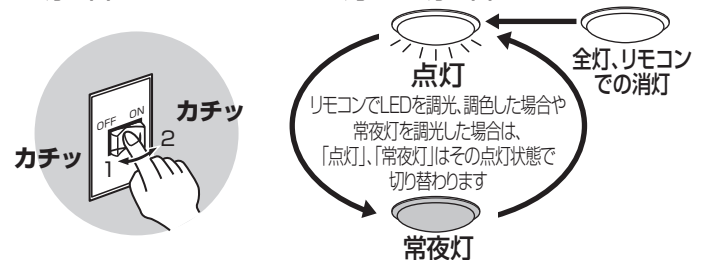 OFF ON
カチッ
2
カチッ
1
点灯
全灯、リモコン
での消灯
リモコンでLEDを調光、調色した場合や
常夜灯を調光した場合は、
「点灯」、「常夜灯」はその点灯状態で
切り替わります
常夜灯